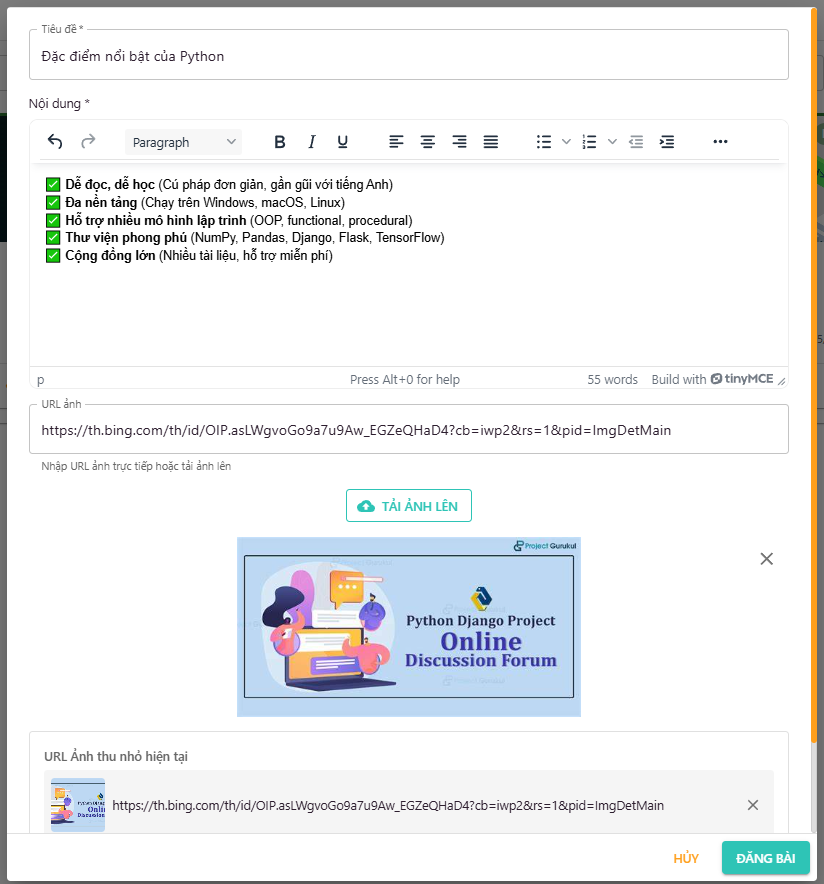 Tiêu đề *
Đặc điểm nổi bật của Python
Nội dung *
Paragraph
B I U
✅ Dễ đọc, dễ học (Cú pháp đơn giản, gần gũi với tiếng Anh)
✅ Đa nền tảng (Chạy trên Windows, macOS, Linux)
✅ Hỗ trợ nhiều mô hình lập trình (OOP, functional, procedural)
✅ Thư viện phong phú (NumPy, Pandas, Django, Flask, TensorFlow)
✅ Cộng đồng lớn (Nhiều tài liệu, hỗ trợ miễn phí)
p Press Alt+0 for help 55 words Build with tinyMCE
URL ảnh
https://th.bing.com/th/id/OIP.asLWgvoGo9a7u9Aw_EGZeQHaD4?cb=iwp2&rs=1&pid=ImgDetMain
Nhập URL ảnh trực tiếp hoặc tải ảnh lên
TẢI ẢNH LÊN
Project Gurukul
Python Django Project
Online
Discussion Forum
URL Ảnh thu nhỏ hiện tại
https://th.bing.com/th/id/OIP.asLWgvoGo9a7u9Aw_EGZeQHaD4?cb=iwp2&rs=1&pid=ImgDetMain
HỦY ĐĂNG BÀI